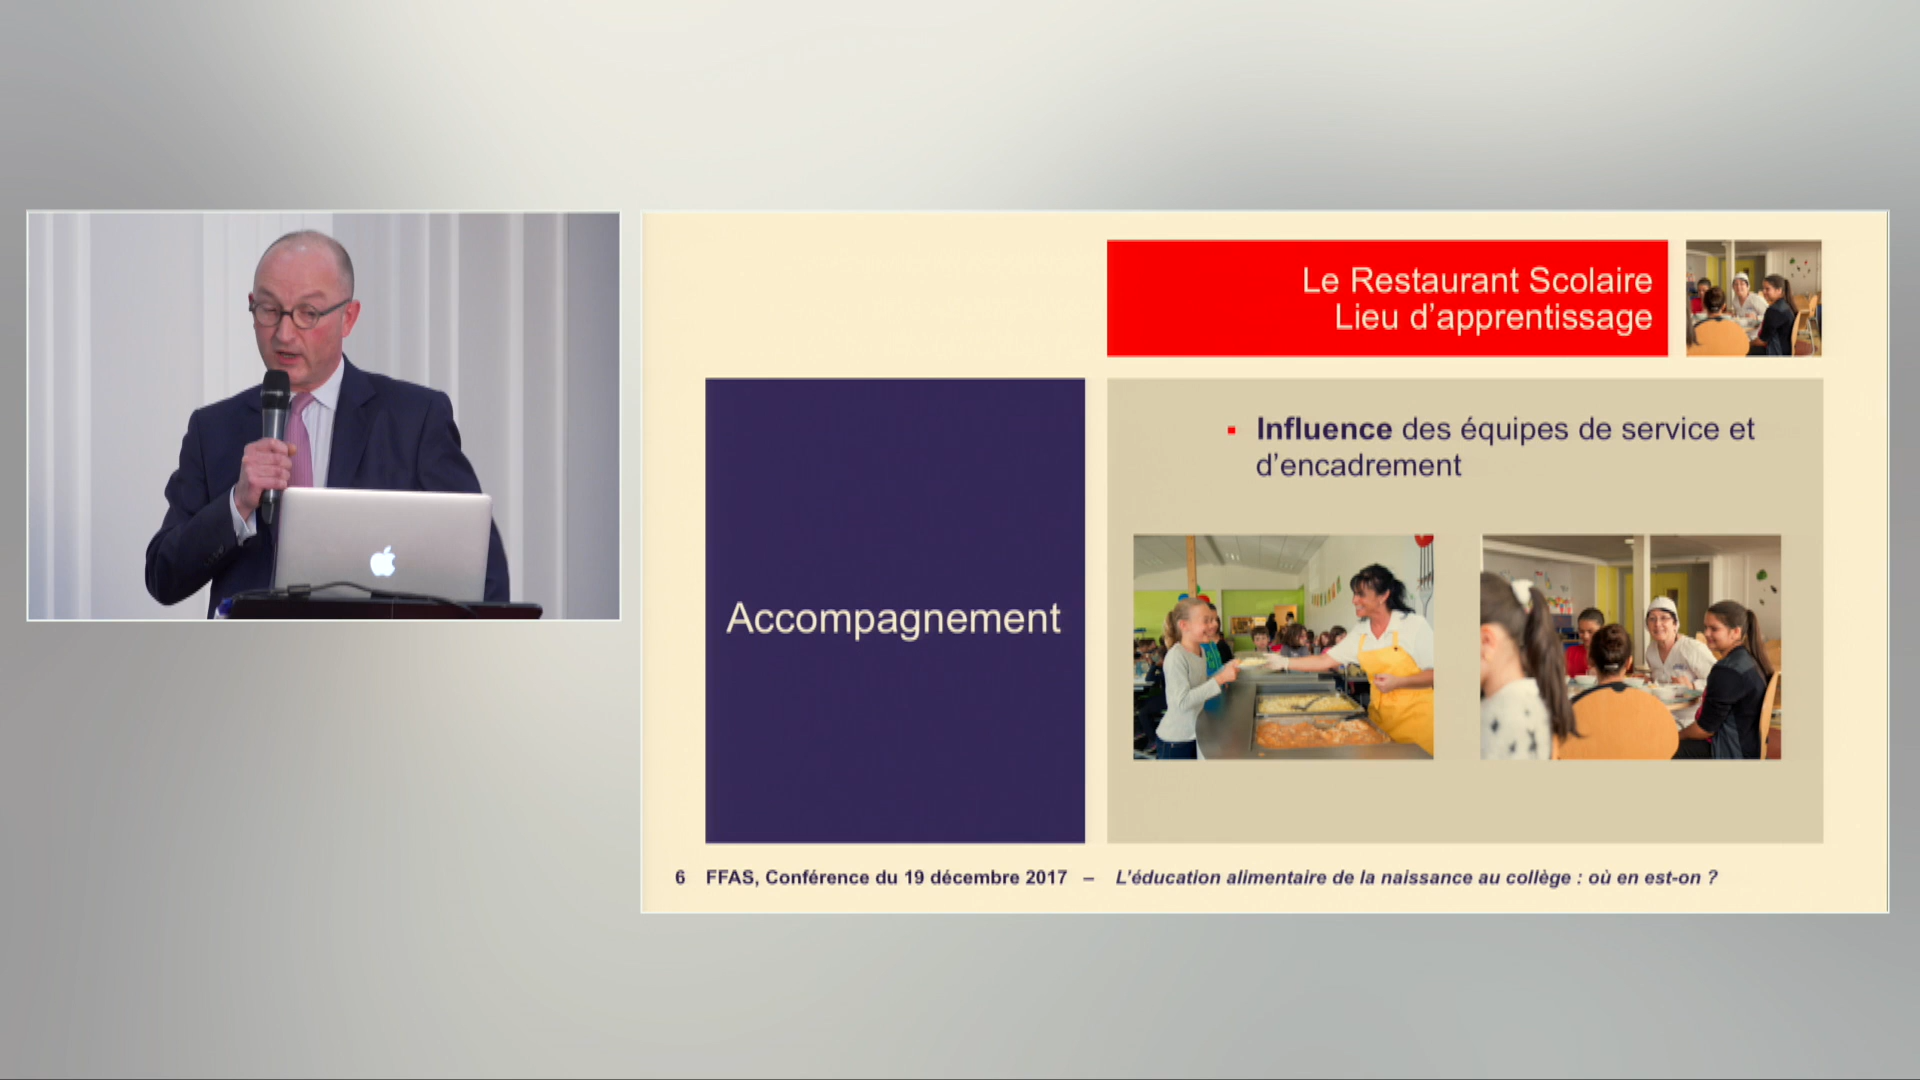 Le Restaurant Scolaire
Lieu d'apprentissage
Accompagnement
Influence des équipes de service et
d'encadrement
6 FFAS, Conférence du 19 décembre 2017 – L'éducation alimentaire de la naissance au collège : où en est-on ?